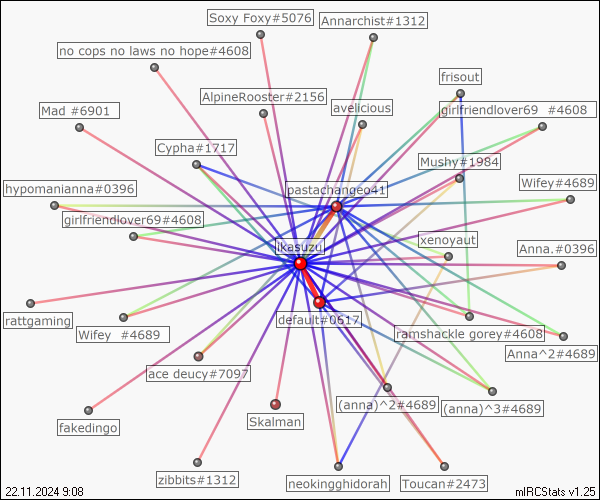 Soxy Foxy#5076
Annarchist#1312
no cops no laws no hope#4608
frisout
AlpineRooster#2156
avelicious
girlfriendlover69 #4608
Mad #6901
Cypha#1717
Mushy#1984
hypomanianna#0396
pastachangeo41
Wifey#4689
girlfriendlover69#4608
ikasuzu
xenoyaut
Anna.#0396
rattgaming
Wifey #4689
default#0617
ramshackle gorey#4608
Anna^2#4689
ace deucy#7097
fakedingo
Skalman
(anna)^2#4689
(anna)^3#4689
zibbits#1312
neokingghidorah
Toucan#2473
22.11.2024 9:08
mIRCStats v1.25